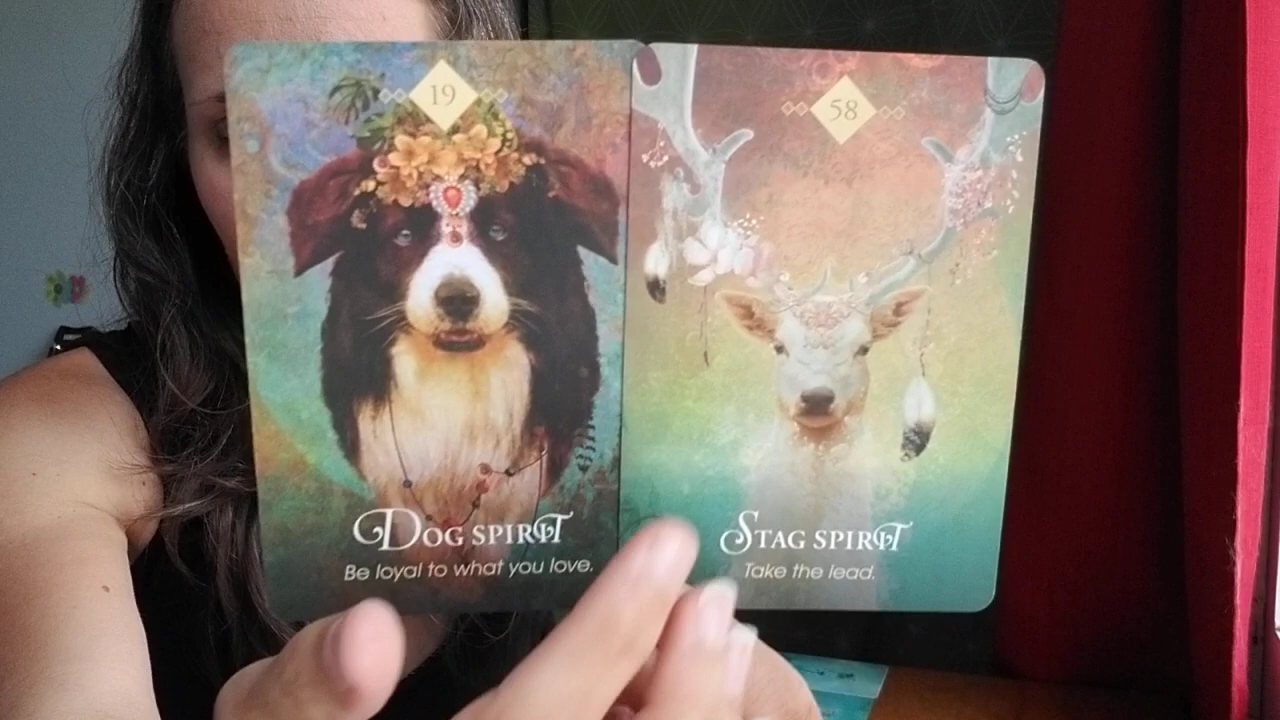 19
Dog spirit
Be loyal to what you love.
58
Stag spirit
Take the lead.